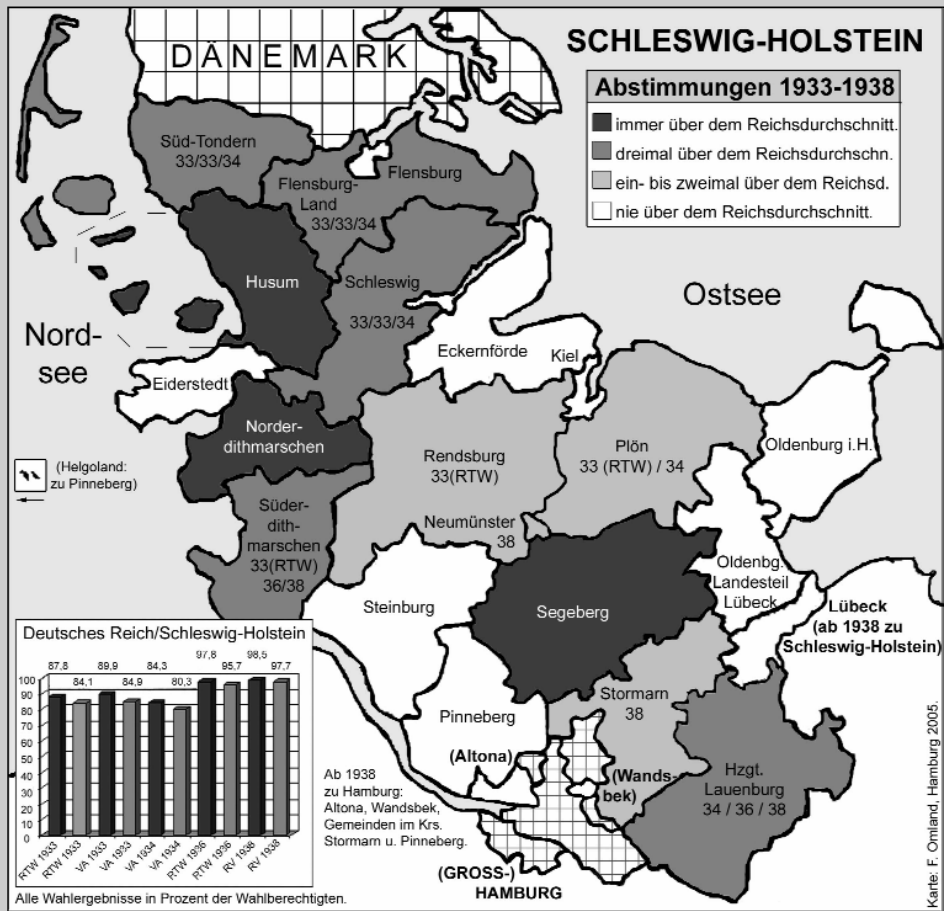 DÄNEMARK
SCHLESWIG-HOLSTEIN
Abstimmungen 1933-1938
immer über dem Reichsdurchschnitt.
dreimal über dem Reichsdurchschn.
ein- bis zweimal über dem Reichsd.
nie über dem Reichsdurchschnitt.
Süd-Tondern
33/33/34
Flensburg
Flensburg-
Land
33/33/34
Husum
Schleswig
33/33/34
Ostsee
Nord-
see
Eckernförde
Kiel
Eiderstedt
Norder-
dithmarschen
Rendsburg
33(RTW)
Plön
33 (RTW) / 34
Oldenburg i.H.
(Helgoland:
zu Pinneberg)
Süder-
dith-
marschen
33(RTW)
36/38
Neumünster
38
Oldenbg.
Landesteil
Lübeck
Steinburg
Segeberg
Lübeck
(ab 1938 zu
Schleswig-Holstein)
Stormarn
38
Pinneberg
(Altona)
(Wands-
bek)
Hzgt.
Lauenburg
34 / 36 / 38
Ab 1938
zu Hamburg:
Altona, Wandsbek,
Gemeinden im Krs.
Stormarn u. Pinneberg.
(GROSS-)
HAMBURG
Deutsches Reich/Schleswig-Holstein
87,8 84,1 89,9 84,9 84,3 80,3 97,8 95,7 98,5 97,7
100
90
80
70
60
50
40
30
20
10
0
RTW 1933 RTW 1933 VA 1933 VA 1933 VA 1934 VA 1934 RTW 1936 RTW 1936 RV 1938 RV 1938
Alle Wahlergebnisse in Prozent der Wahlberechtigten.
Karte: F. Omland, Hamburg 2005.